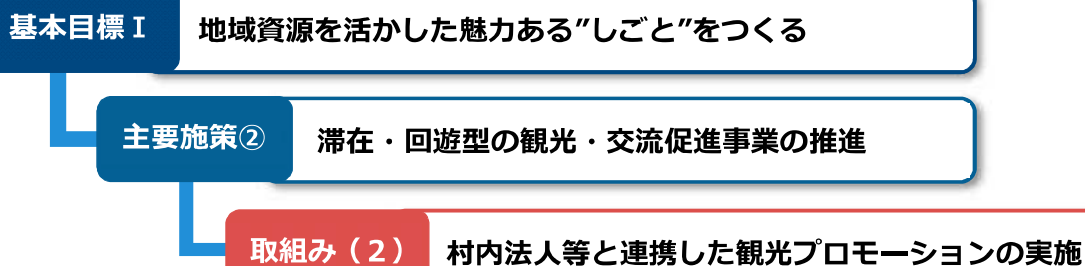 基本目標Ⅰ 地域資源を活かした魅力ある”しごと”をつくる
主要施策② 滞在・回遊型の観光・交流促進事業の推進
取組み（２） 村内法人等と連携した観光プロモーションの実施